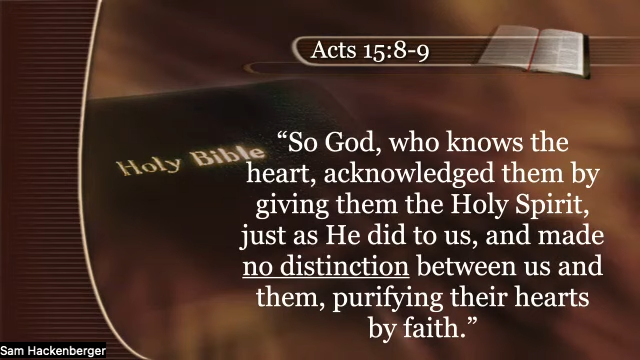 Acts 15:8-9
Holy Bible
“So God, who knows the
heart, acknowledged them by
giving them the Holy Spirit,
just as He did to us, and made
no distinction between us and
them, purifying their hearts
by faith.”
Sam Hackenberger